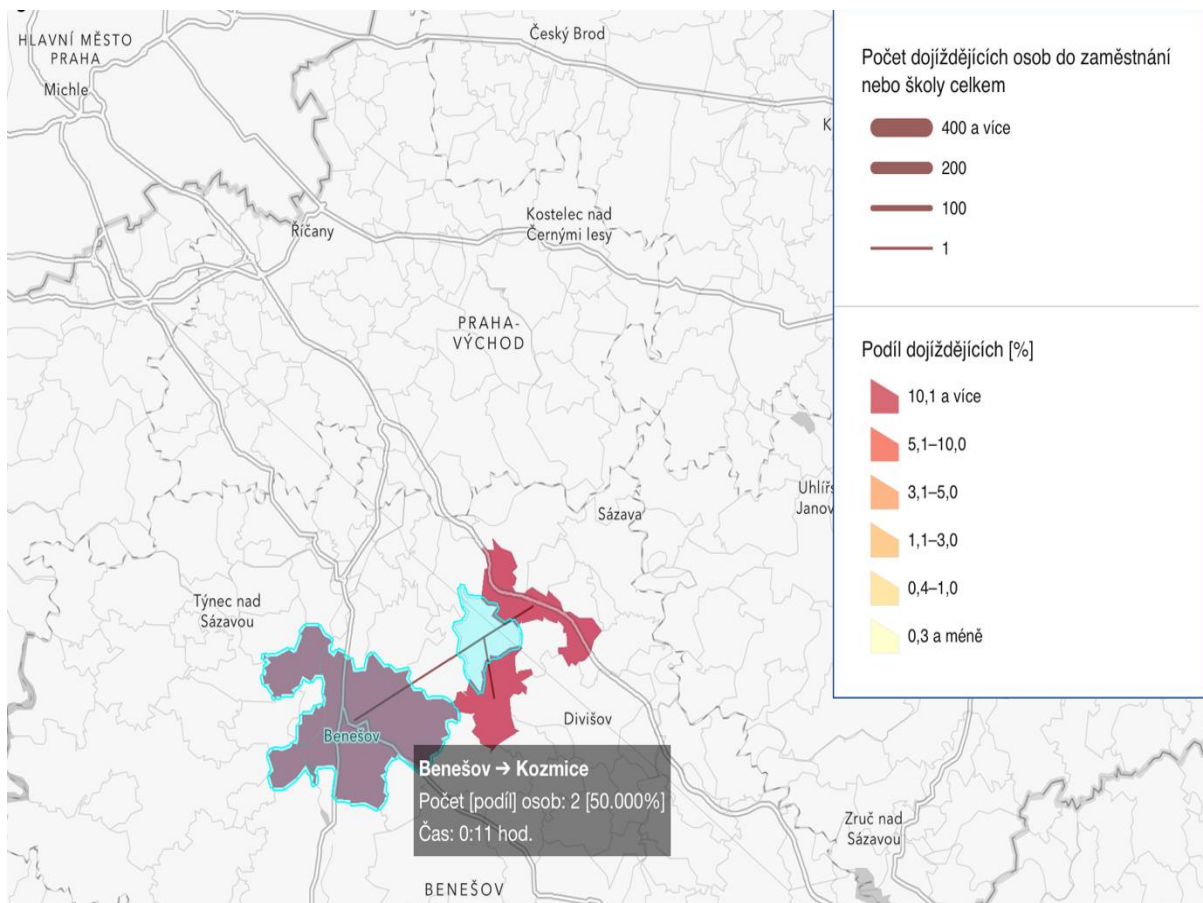 HLAVNÍ MĚSTO
PRAHA
Michle
Český Brod
K
Říčany
Kostelec nad
Černými lesy
PRAHA-
VÝCHOD
Uhlířs
Janov
Sázava
Týnec nad
Sázavou
Benešov
Divišov
Benešov → Kozmice
Počet [podíl] osob: 2 [50.000%]
Čas: 0:11 hod.
Zruč nad
Sázavou
BENEŠOV
Počet dojíždějících osob do zaměstnání
nebo školy celkem
400 a více
200
100
1
Podíl dojíždějících [%]
10,1 a více
5,1–10,0
3,1–5,0
1,1–3,0
0,4–1,0
0,3 a méně